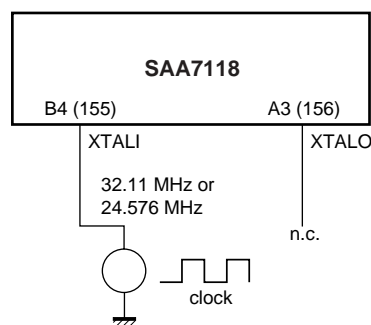 SAA7118
B4 (155) A3 (156)
XTALI XTALO
32.11 MHz or
24.576 MHz
n.c.
clock